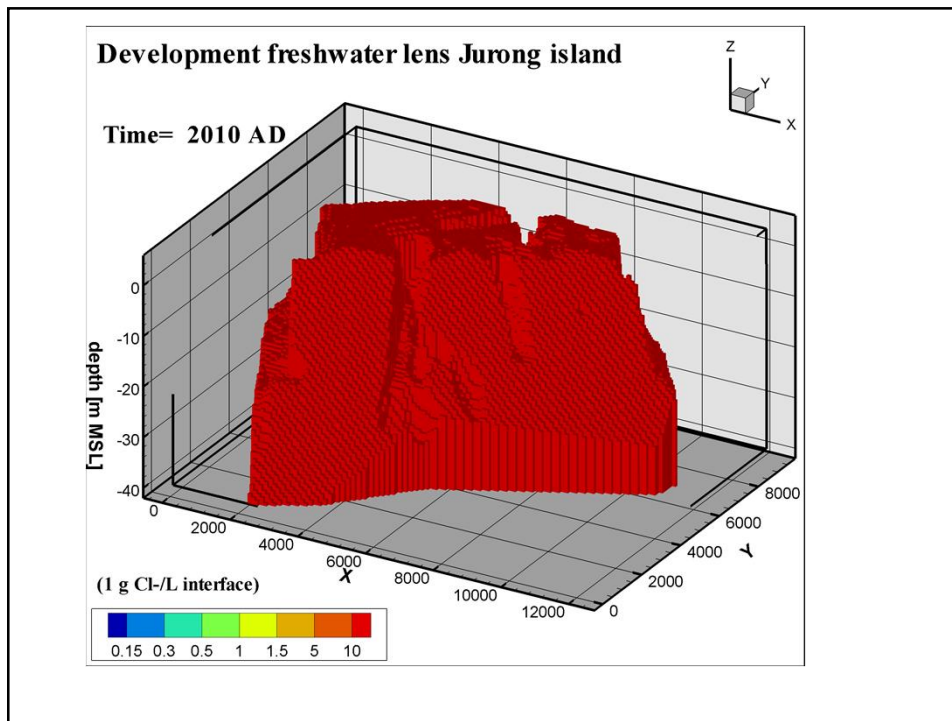 Development freshwater lens Jurong island
Time= 2010 AD
Z
Y
X
0
-10
-20
-30
-40
depth [m MSL]
0
2000
4000
6000
8000
10000
12000
X
0
2000
4000
6000
8000
Y
(1 g Cl-/L interface)
0.15 0.3 0.5 1 1.5 5 10